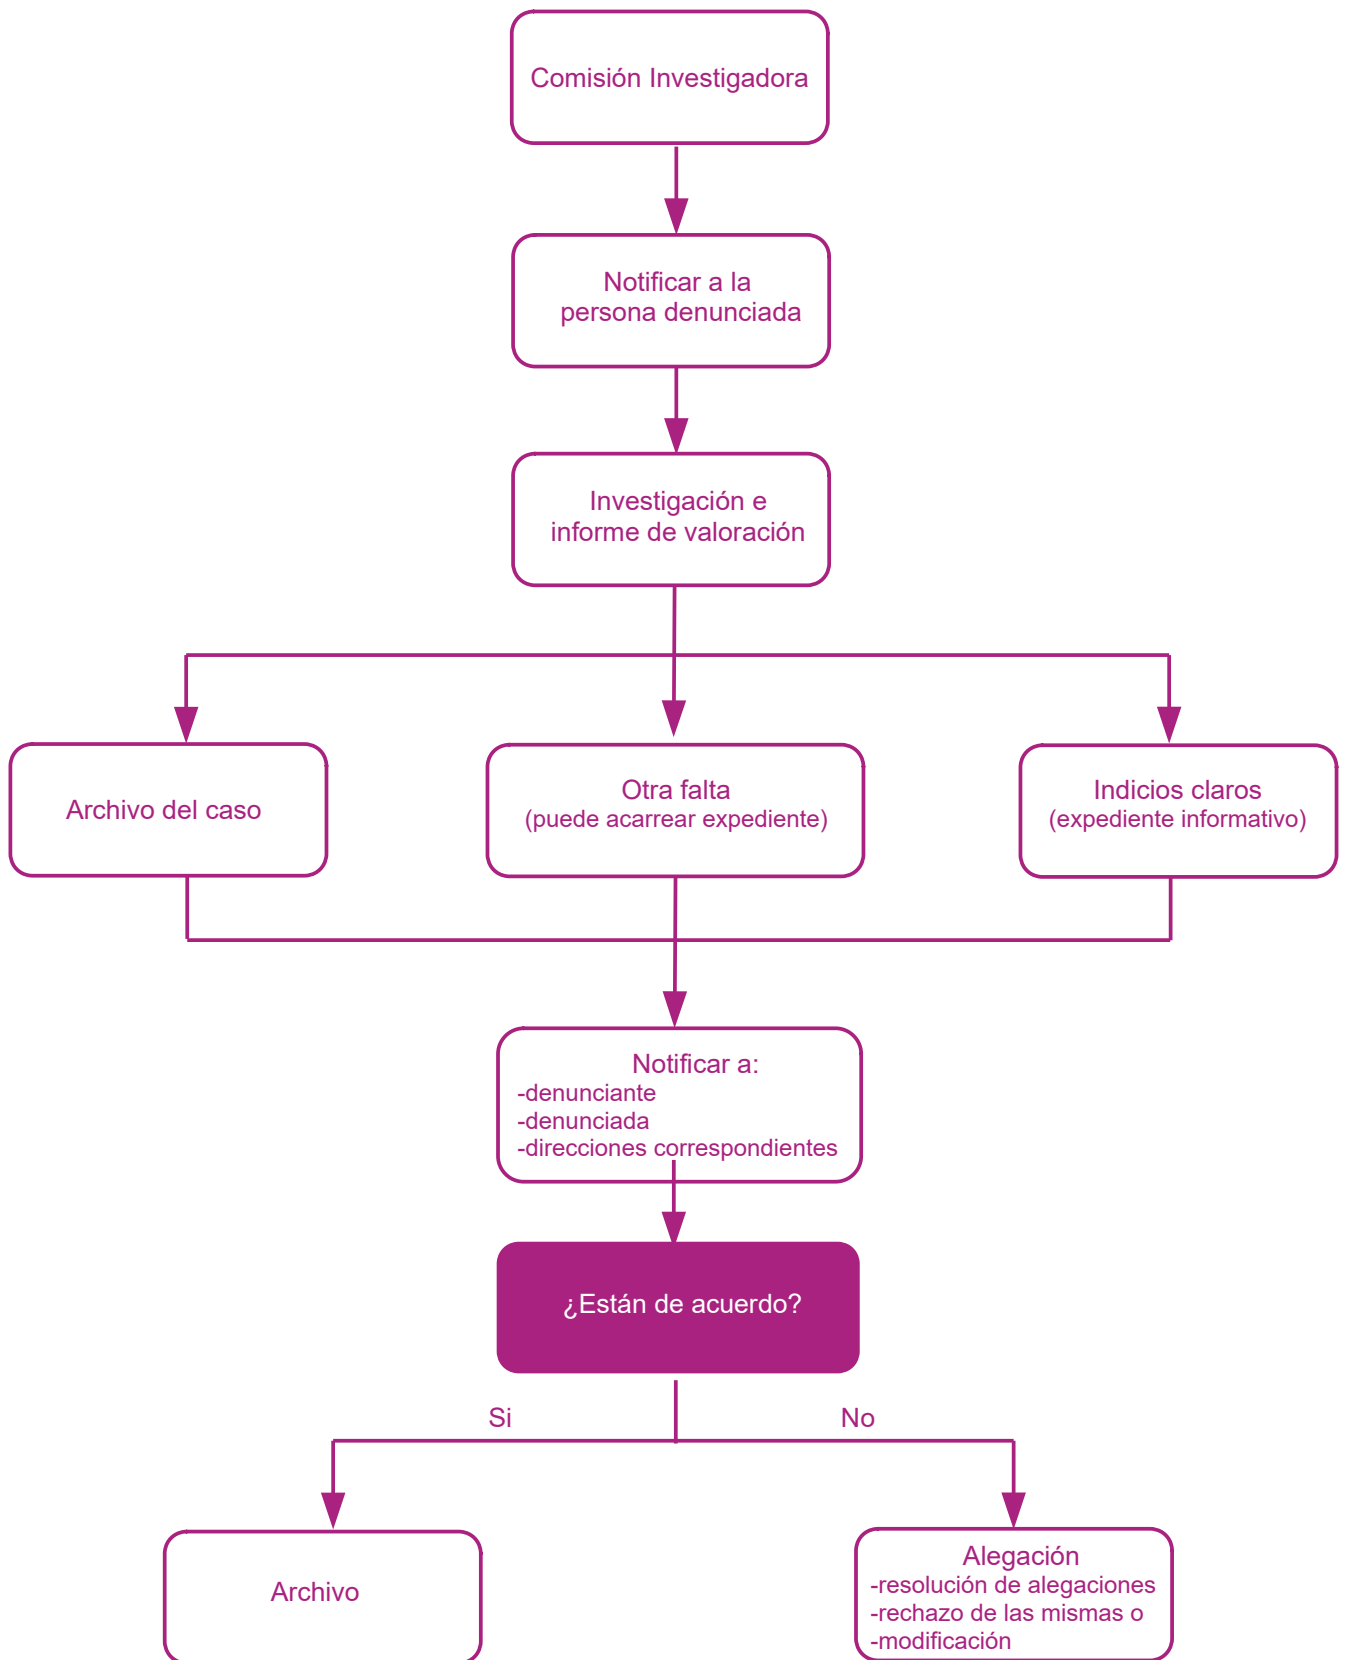 Comisión Investigadora
Notificar a la
persona denunciada
Investigación e
informe de valoración
Archivo del caso
Otra falta
(puede acarrear expediente)
Indicios claros
(expediente informativo)
Notificar a:
-denunciante
-denunciada
-direcciones correspondientes
¿Están de acuerdo?
Si
No
Archivo
Alegación
-resolución de alegaciones
-rechazo de las mismas o
-modificación